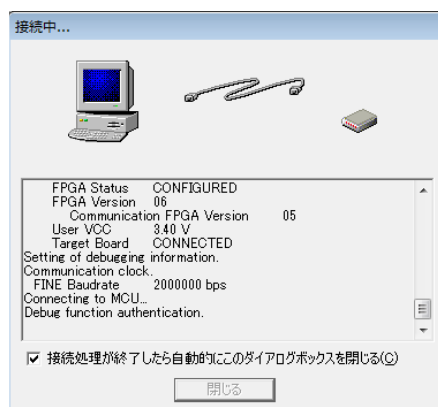 接続中...
FPGA Status CONFIGURED
FPGA Version 06
Communication FPGA Version 05
User VCC 3.40 V
Target Board CONNECTED
Setting of debugging information.
Communication clock.
FINE Baudrate 2000000 bps
Connecting to MCU...
Debug function authentication.
接続処理が終了したら自動的にこのダイアログボックスを閉じる(C)
閉じる